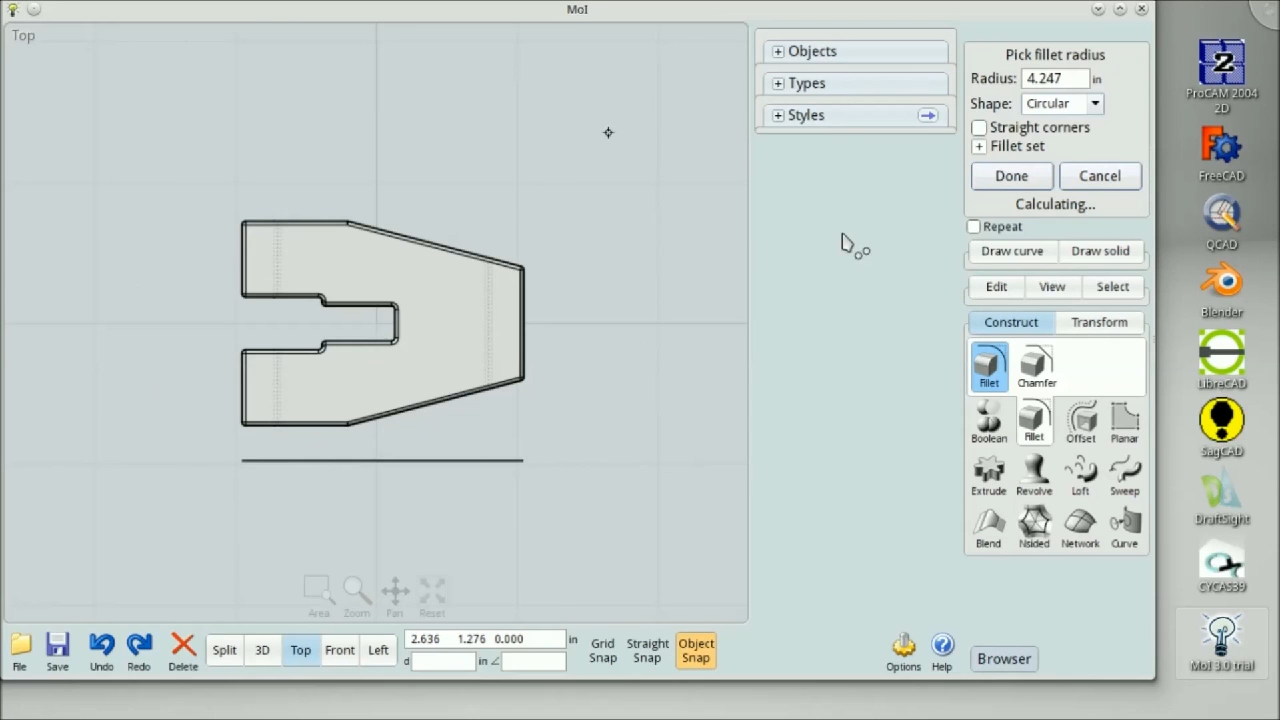 MoI
Top
Objects
Types
Styles
Pick fillet radius
Radius: 4.247 in
Shape: Circular
Straight corners
Fillet set
Done Cancel
Calculating...
Repeat
Draw curve Draw solid
Edit View Select
Construct Transform
Fillet Chamfer
Boolean Fillet Offset Planar
Extrude Revolve Loft Sweep
Blend Nsided Network Curve
Area Zoom Pan Reset
File Save Undo Redo Delete
Split 3D Top Front Left
2.636 1.276 0.000 in
d in ∠
Grid Snap
Straight Snap
Object Snap
Options Help Browser
2
ProCAM 2004 2D
FreeCAD
QCAD
Blender
LibreCAD
SagCAD
DraftSight
CYCAS39
MoI 3.0 trial